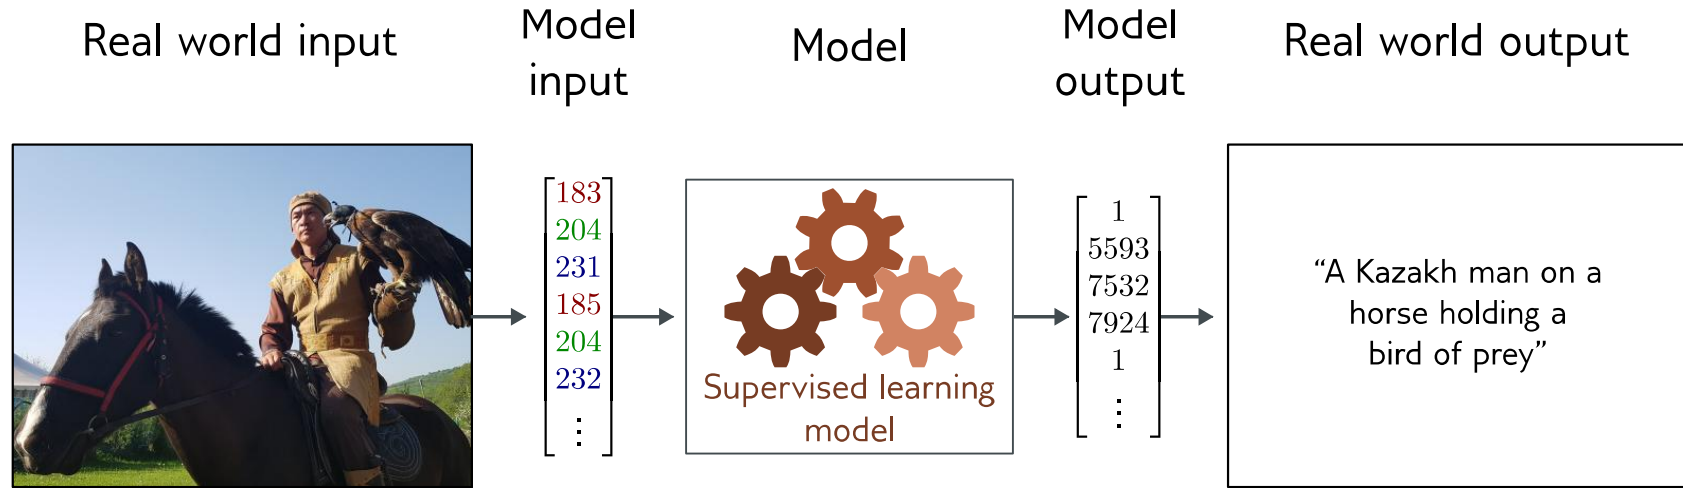 Real world input
Model
input
Model
Model
output
Real world output
183
204
231
185
204
232
⋮
Supervised learning
model
1
5593
7532
7924
1
⋮
“A Kazakh man on a
horse holding a
bird of prey”